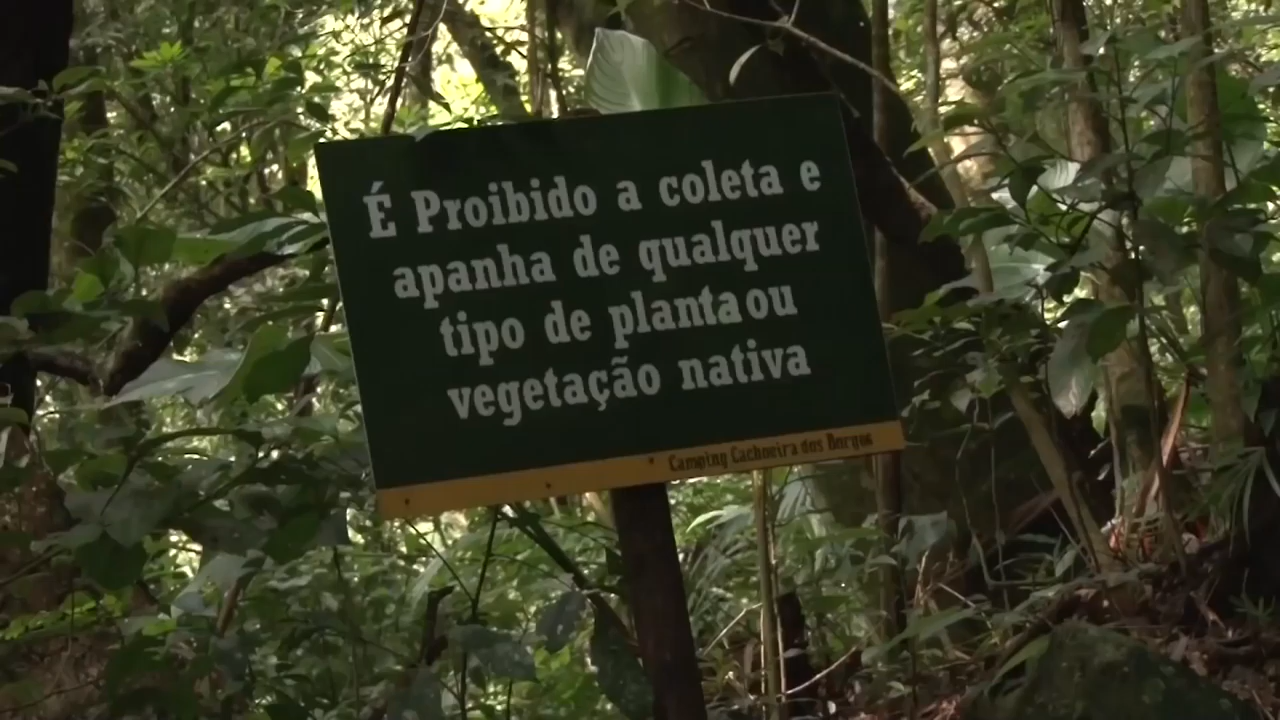 É Proibido a coleta e
apanha de qualquer
tipo de planta ou
vegetação nativa
Camping Cachoeira dos Borges